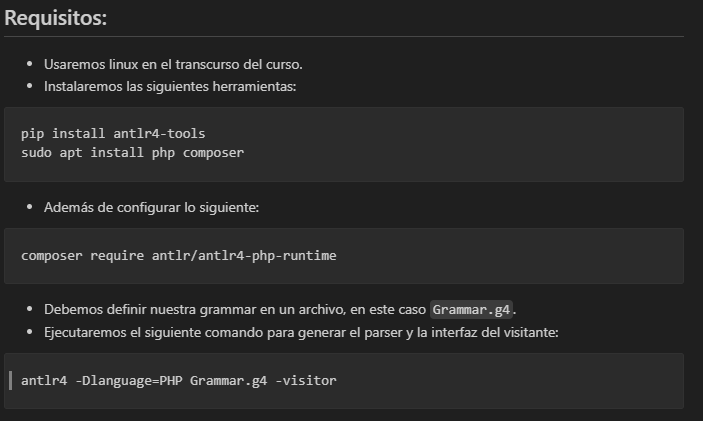 Requisitos:
Usaremos linux en el transcurso del curso.
Instalaremos las siguientes herramientas:
pip install antlr4-tools
sudo apt install php composer
Además de configurar lo siguiente:
composer require antlr/antlr4-php-runtime
Debemos definir nuestra grammar en un archivo, en este caso Grammar.g4.
Ejecutaremos el siguiente comando para generar el parser y la interfaz del visitante:
antlr4 -Dlanguage=PHP Grammar.g4 -visitor